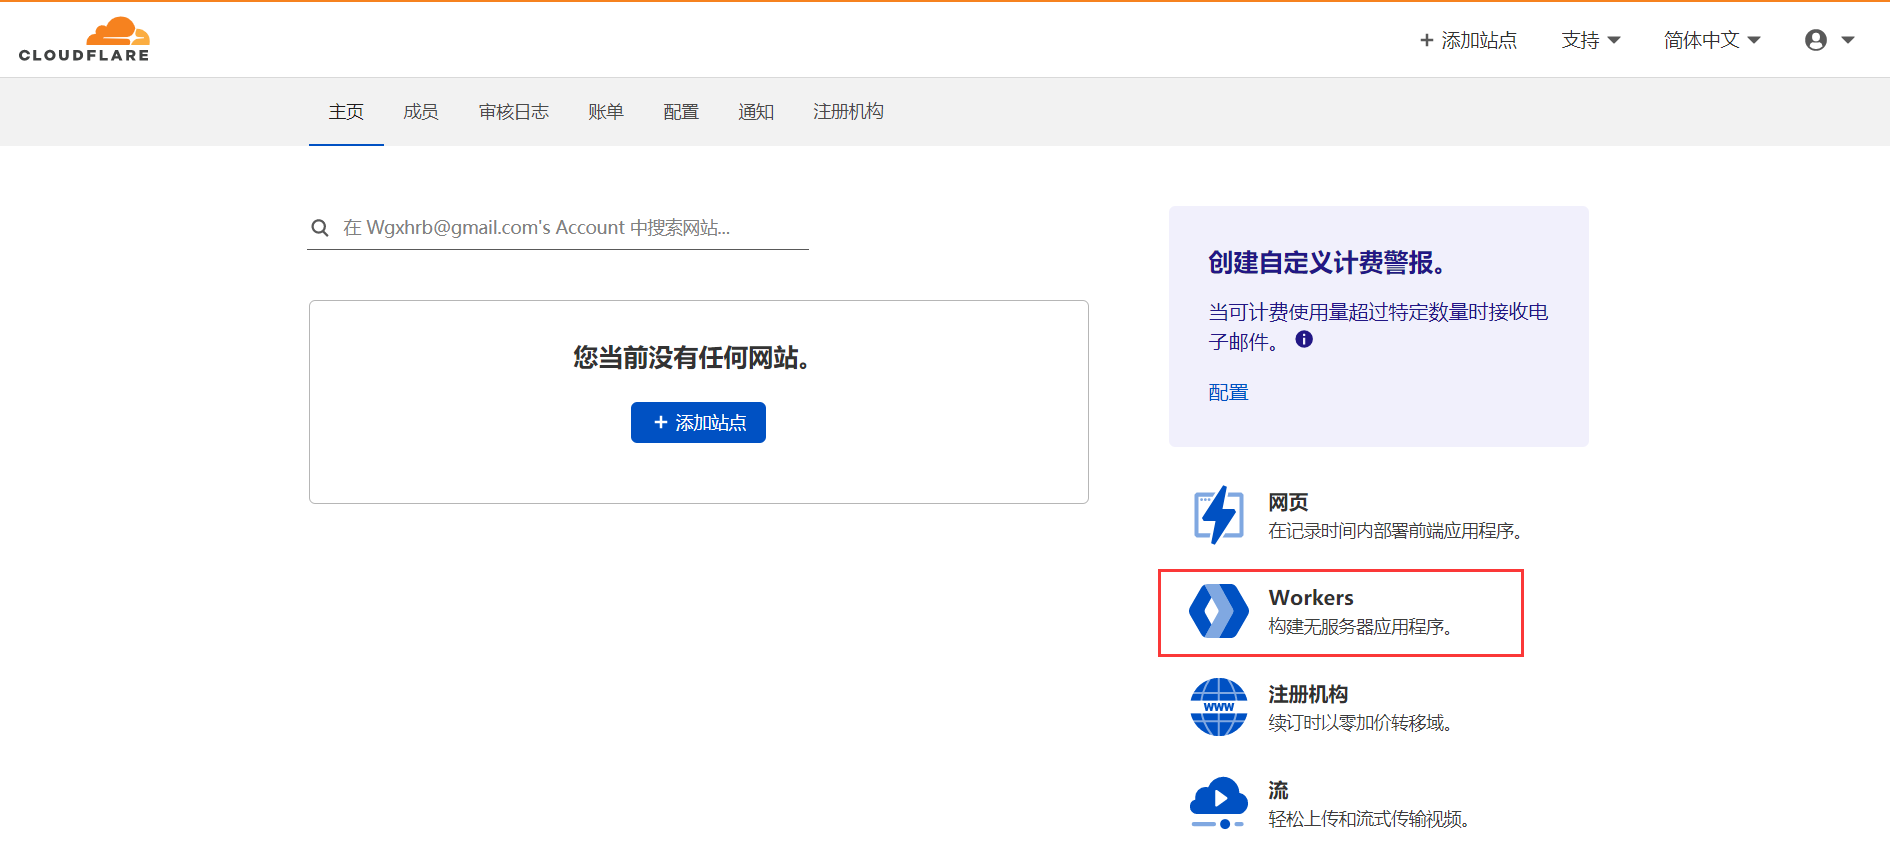 CLOUDFLARE
+ 添加站点
支持
简体中文
主页
成员
审核日志
账单
配置
通知
注册机构
在 Wgxhrb@gmail.com's Account 中搜索网站...
您当前没有任何网站。
+ 添加站点
创建自定义计费警报。
当可计费使用量超过特定数量时接收电
子邮件。
配置
网页
在记录时间内部署前端应用程序。
Workers
构建无服务器应用程序。
WWW
注册机构
续订时以零加价转移域。
流
轻松上传和流式传输视频。